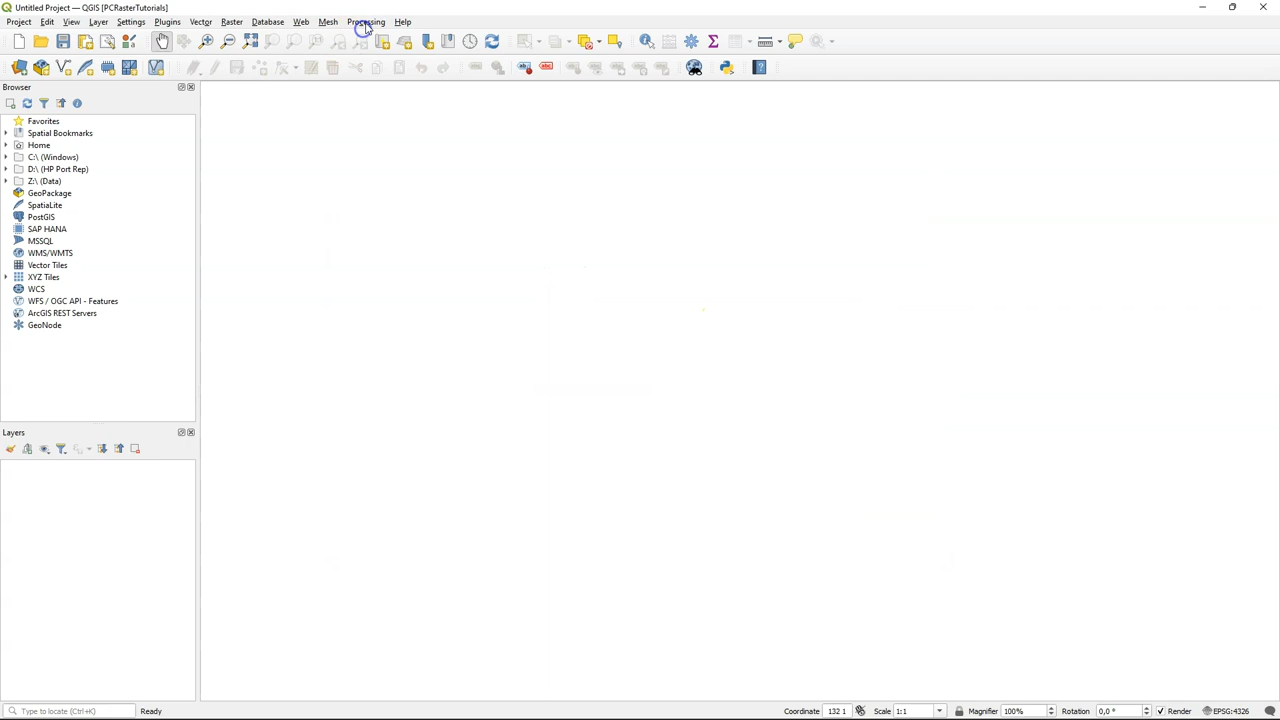 Untitled Project — QGIS [PCRasterTutorials]
Project Edit View Layer Settings Plugins Vector Raster Database Web Mesh Processing Help
Browser
Favorites
Spatial Bookmarks
Home
C:\ (Windows)
D:\ (HP Port Rep)
Z:\ (Data)
GeoPackage
SpatiaLite
PostGIS
SAP HANA
MSSQL
WMS/WMTS
Vector Tiles
XYZ Tiles
WCS
WFS / OGC API - Features
ArcGIS REST Servers
GeoNode
Layers
Type to locate (Ctrl+K) Ready Coordinate 132 1 Scale 1:1 Magnifier 100% Rotation 0,0 ° Render EPSG:4326